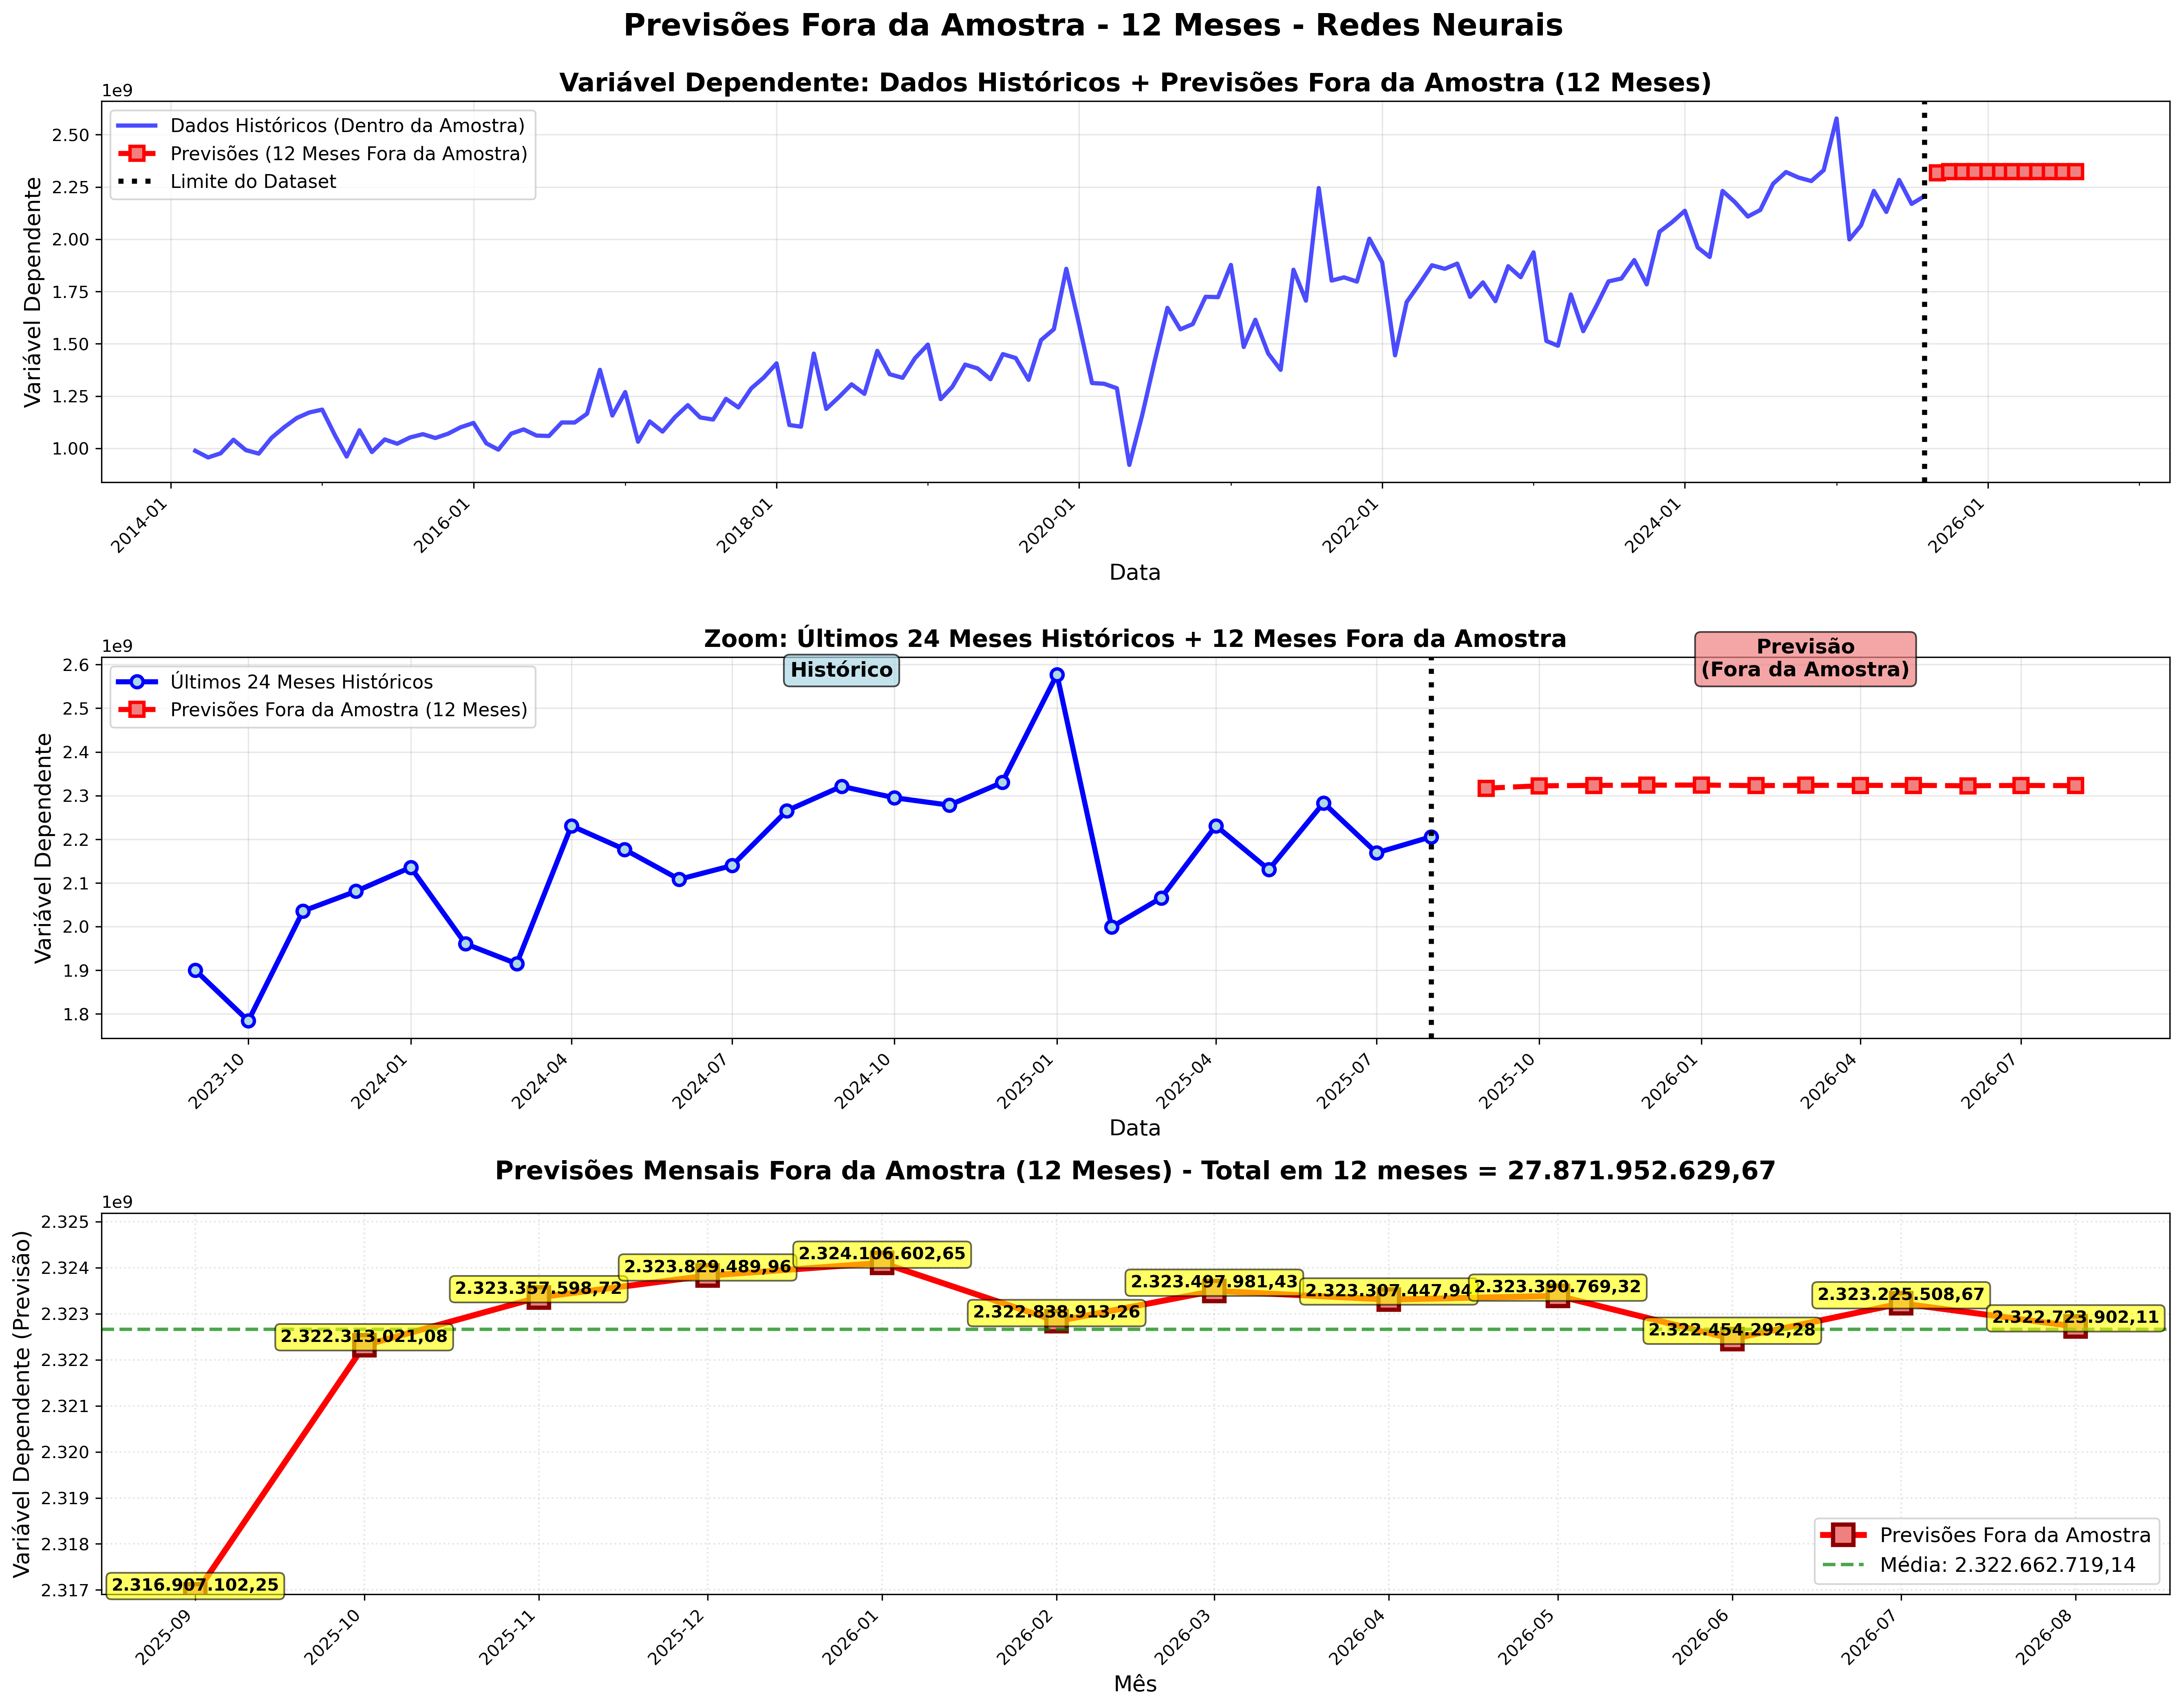 Previsões Fora da Amostra - 12 Meses - Redes Neurais
Variável Dependente: Dados Históricos + Previsões Fora da Amostra (12 Meses)
1e9
Dados Históricos (Dentro da Amostra)
Previsões (12 Meses Fora da Amostra)
Limite do Dataset
Variável Dependente
2.50
2.25
2.00
1.75
1.50
1.25
1.00
2014-01
2016-01
2018-01
2020-01
2022-01
2024-01
2026-01
Data
Zoom: Últimos 24 Meses Históricos + 12 Meses Fora da Amostra
1e9
Últimos 24 Meses Históricos
Previsões Fora da Amostra (12 Meses)
Histórico
Previsão
(Fora da Amostra)
Variável Dependente
2.6
2.5
2.4
2.3
2.2
2.1
2.0
1.9
1.8
2023-10
2024-01
2024-04
2024-07
2024-10
2025-01
2025-04
2025-07
2025-10
2026-01
2026-04
2026-07
Data
Previsões Mensais Fora da Amostra (12 Meses) - Total em 12 meses = 27.871.952.629,67
1e9
Variável Dependente (Previsão)
2.325
2.324
2.323
2.322
2.321
2.320
2.319
2.318
2.317
2.316.907.102,25
2.322.313.021,08
2.323.357.598,72
2.323.829.489,96
2.324.106.602,65
2.322.838.913,26
2.323.497.981,43
2.323.307.447,94
2.323.390.769,32
2.322.454.292,28
2.323.225.508,67
2.322.723.902,11
Previsões Fora da Amostra
Média: 2.322.662.719,14
2025-09
2025-10
2025-11
2025-12
2026-01
2026-02
2026-03
2026-04
2026-05
2026-06
2026-07
2026-08
Mês